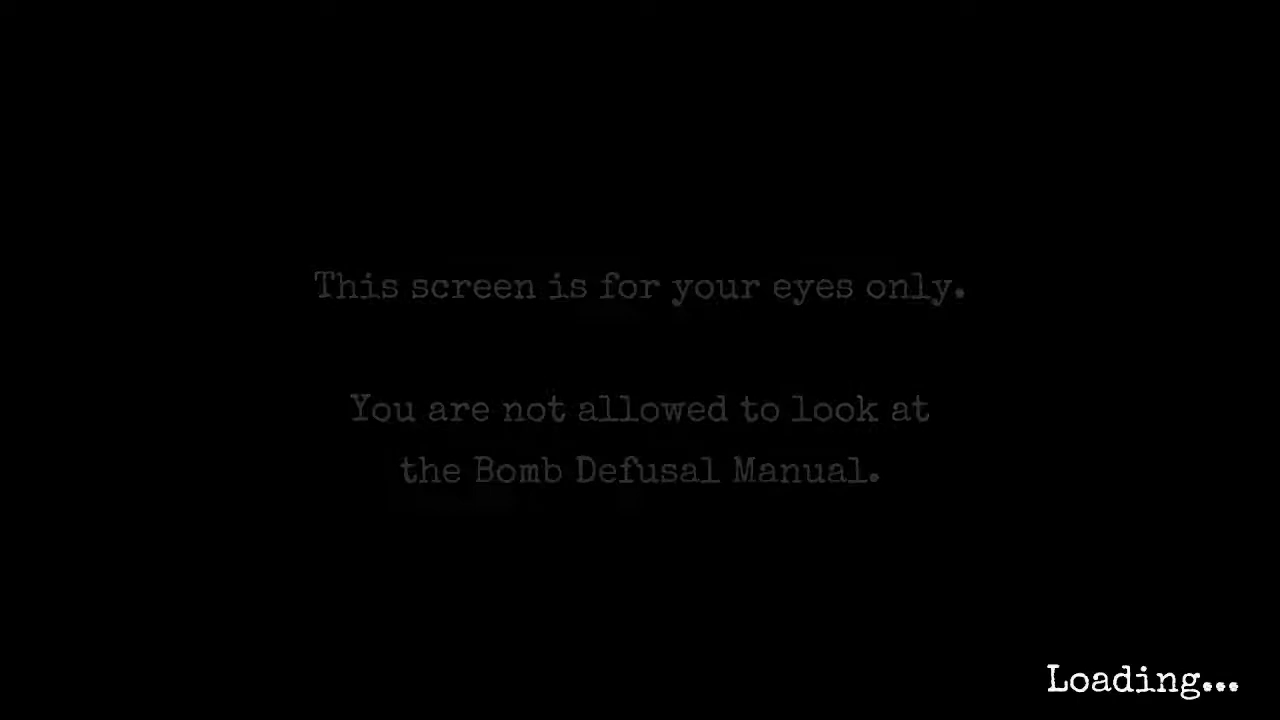 This screen is for your eyes only.
You are not allowed to look at
the Bomb Defusal Manual.
Loading...